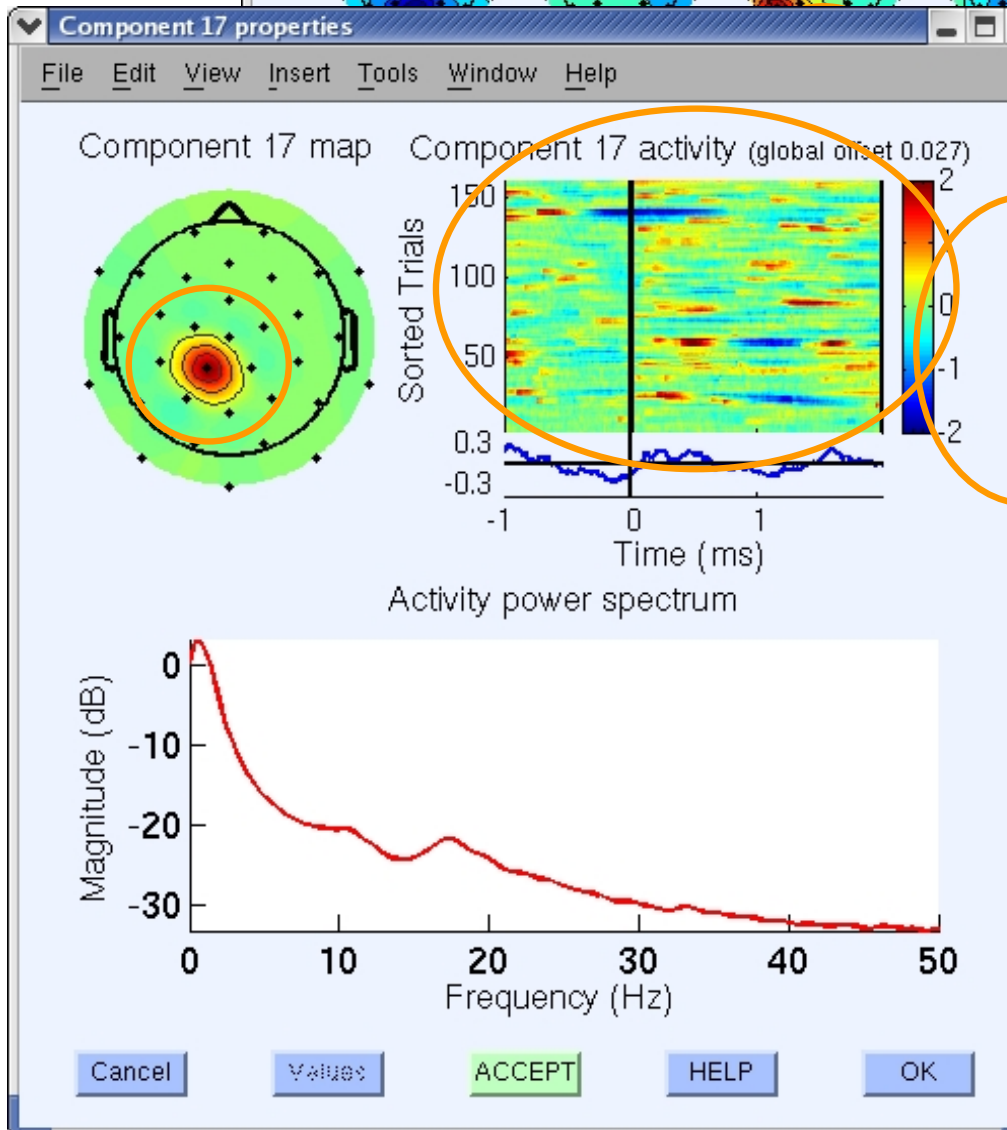 Component 17 properties
File Edit View Insert Tools Window Help
Component 17 map
Component 17 activity (global offset 0.027)
Sorted Trials
150
100
50
2
1
0
-1
-2
0.3
-0.3
-1 0 1
Time (ms)
Activity power spectrum
Magnitude (dB)
0
-10
-20
-30
0 10 20 30 40 50
Frequency (Hz)
Cancel Values ACCEPT HELP OK